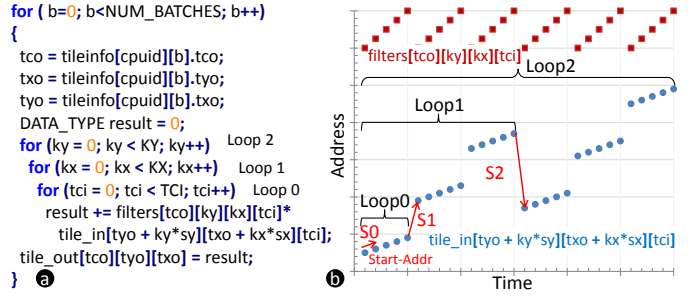 for ( b=0; b<NUM_BATCHES; b++)
{
tco = tileinfo[cpuid][b].tco;
txo = tileinfo[cpuid][b].tyo;
tyo = tileinfo[cpuid][b].txo;
DATA_TYPE result = 0;
for (ky = 0; ky < KY; ky++) Loop 2
for (kx = 0; kx < KX; kx++) Loop 1
for (tci = 0; tci < TCI; tci++) Loop 0
result += filters[tco][ky][kx][tci]*
tile_in[tyo + ky*sy][txo + kx*sx][tci];
tile_out[tco][tyo][txo] = result;
} a
b
Address
filters[tco][ky][kx][tci]
Loop2
Loop1
Loop0
S0
S1
S2
Start-Addr
tile_in[tyo + ky*sy][txo + kx*sx][tci]
Time